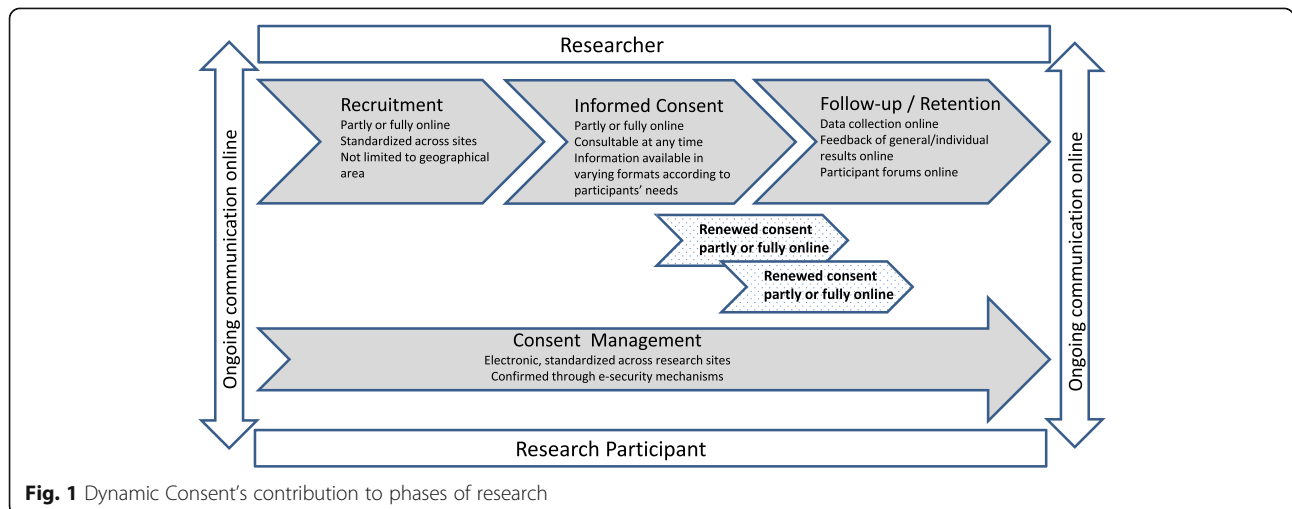 Researcher
Ongoing communication online
Recruitment
Partly or fully online
Standardized across sites
Not limited to geographical
area
Informed Consent
Partly or fully online
Consultable at any time
Information available in
varying formats according to
participants’ needs
Follow-up / Retention
Data collection online
Feedback of general/individual
results online
Participant forums online
Renewed consent
partly or fully online
Renewed consent
partly or fully online
Consent Management
Electronic, standardized across research sites
Confirmed through e-security mechanisms
Ongoing communication online
Research Participant
Fig. 1 Dynamic Consent’s contribution to phases of research